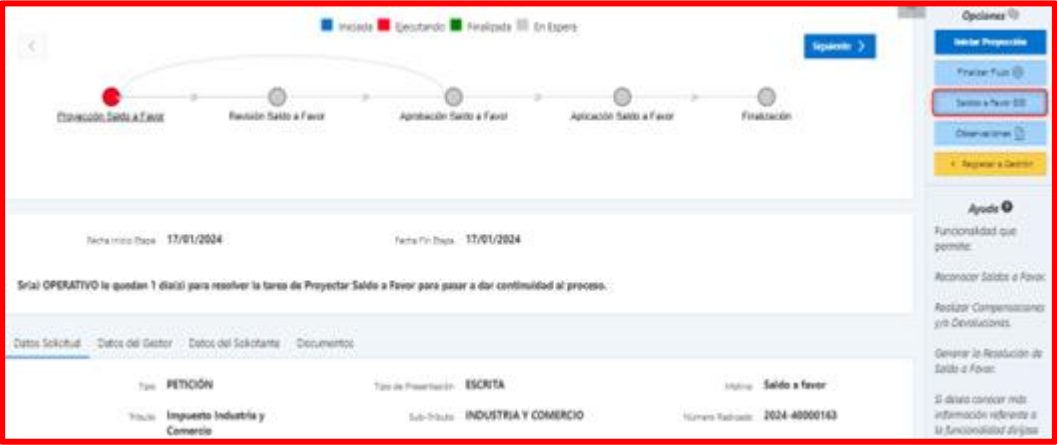 Iniciada Ejecutando Finalizada En Espera
Siguiente
Proyección Saldo a Favor
Revisión Saldo a Favor
Aprobación Saldo a Favor
Aplicación Saldo a Favor
Finalización
Fecha Inicio Etapa 17/01/2024
Fecha Fin Etapa 17/01/2024
Sr(a) OPERATIVO le quedan 1 día(s) para resolver la tarea de Proyectar Saldo a Favor para pasar a dar continuidad al proceso.
Datos Solicitud Datos del Gestor Datos del Solicitante Documentos
Tipo PETICIÓN
Tipo de Presentación ESCRITA
Motivo Saldo a favor
Tributo Impuesto Industria y
Comercio
Sub-Tributo INDUSTRIA Y COMERCIO
Número Radicado 2024-40000163
Opciones
Iniciar Proyección
Finalizar Flujo
Saldos a Favor
Observaciones
Regresar a Gestión
Ayuda
Funcionalidad que
permite:
Reconocer Saldos a Favor.
Realizar Compensaciones
y/o Devoluciones.
Generar la Resolución de
Saldo a Favor.
Si desea conocer más
información referente a
la funcionalidad diríjase